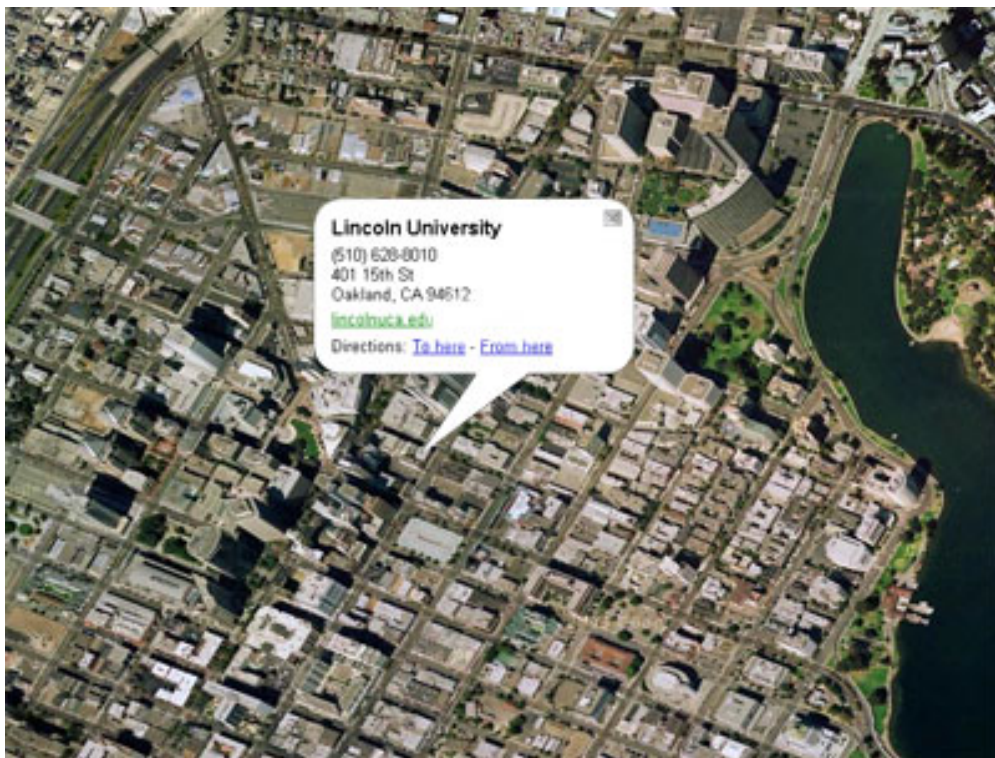 Lincoln University
(510) 628-8010
401 15th St
Oakland, CA 94612
lincolnuca.edu
Directions: To here - From here